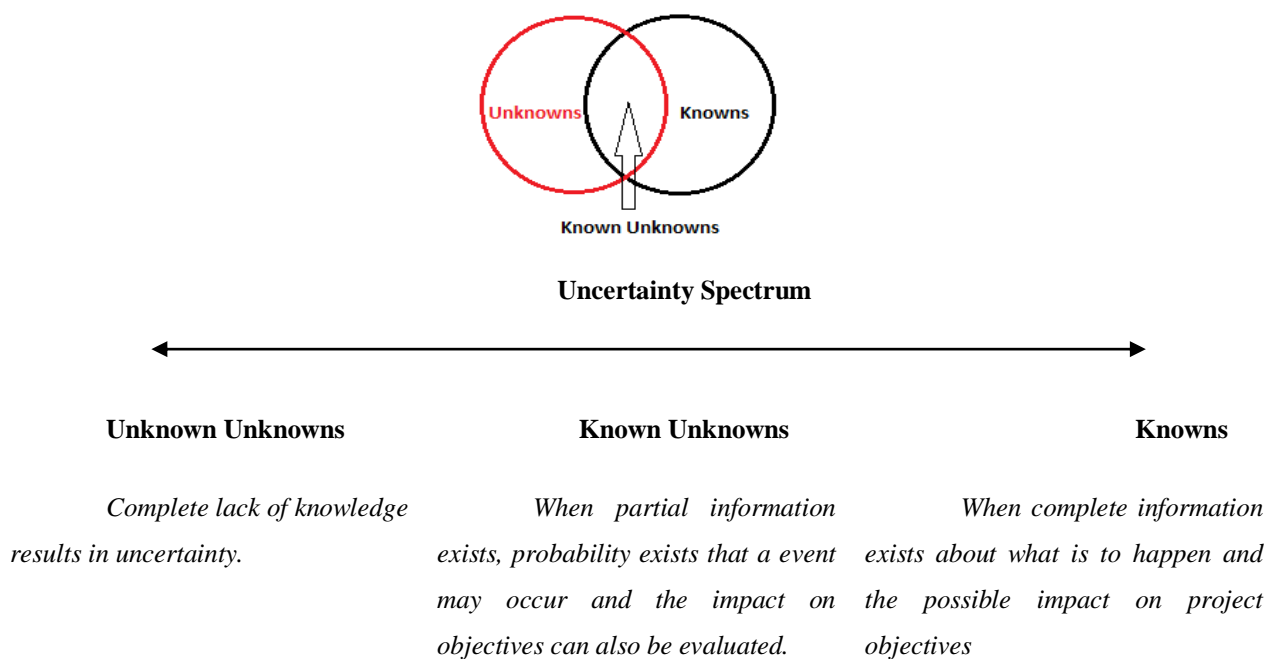 Unknowns
Knowns
Known Unknowns
Uncertainty Spectrum
Unknown Unknowns
Known Unknowns
Knowns
Complete lack of knowledge
results in uncertainty.
When partial information
exists, probability exists that a event
may occur and the impact on
objectives can also be evaluated.
When complete information
exists about what is to happen and
the possible impact on project
objectives